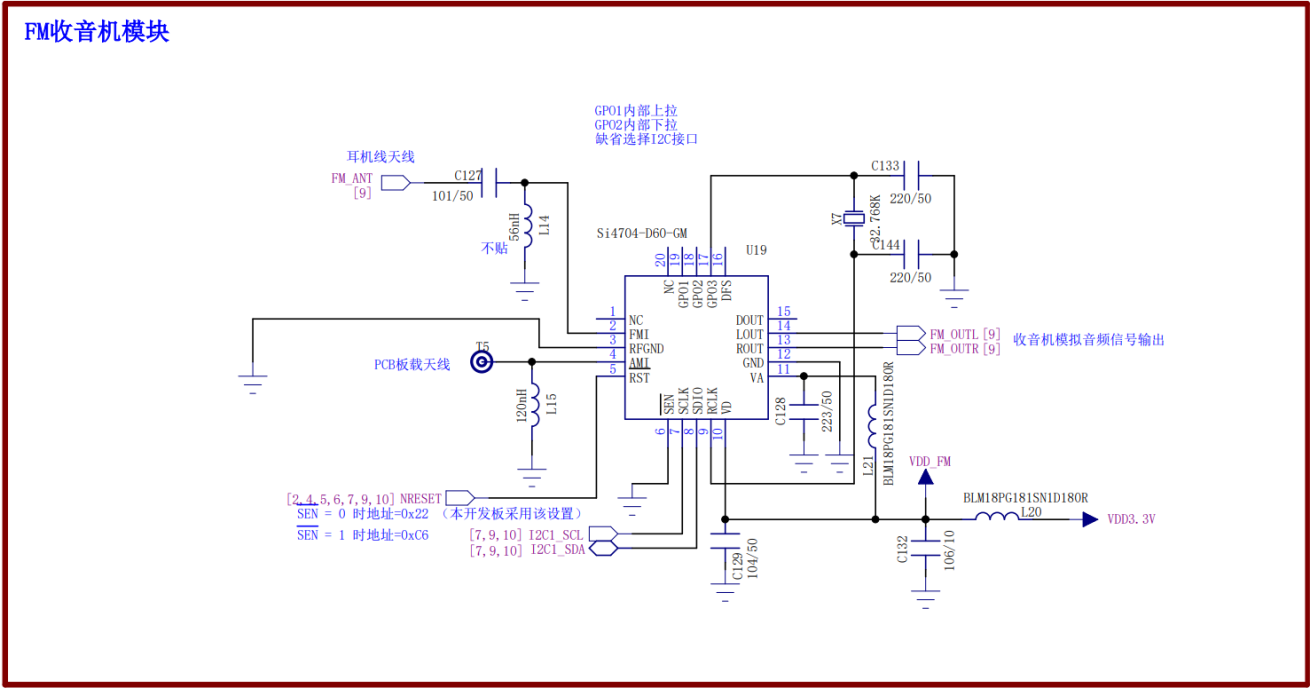 FM收音机模块
GPO1内部上拉
GPO2内部下拉
缺省选择I2C接口
耳机线天线
FM_ANT
[9]
C127
101/50
56nH
L14
不贴
C133
220/50
X7
32.768K
C144
220/50
Si4704-D60-GM
U19
20
19
18
17
16
NC
GPO1
GPO2
GPO3
DFS
1
NC
2
FMI
3
RFGND
4
AMI
5
RST
DOUT
15
LOUT
14
ROUT
13
GND
12
VA
11
SEN
SCLK
SDIO
RCLK
VD
6
7
8
9
10
FM_OUTL [9]
FM_OUTR [9]
收音机模拟音频信号输出
T5
PCB板载天线
120nH
L15
C128
223/50
L21
BLM18PG181SN1D180R
VDD_FM
BLM18PG181SN1D180R
L20
VDD3.3V
[2,4,5,6,7,9,10] NRESET
SEN = 0 时地址=0x22 （本开发板采用该设置）
SEN = 1 时地址=0xC6
[7,9,10] I2C1_SCL
[7,9,10] I2C1_SDA
C129
104/50
C132
106/10